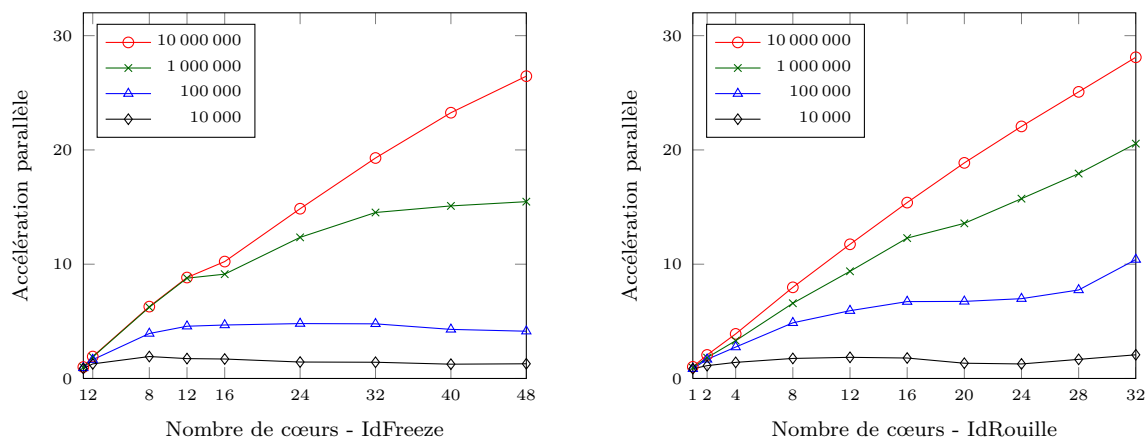 30
20
10
0
Accélération parallèle
10 000 000
1 000 000
100 000
10 000
1 2 8 12 16 24 32 40 48
Nombre de cœurs - IdFreeze
30
20
10
0
Accélération parallèle
10 000 000
1 000 000
100 000
10 000
1 2 4 8 12 16 20 24 28 32
Nombre de cœurs - IdRouille